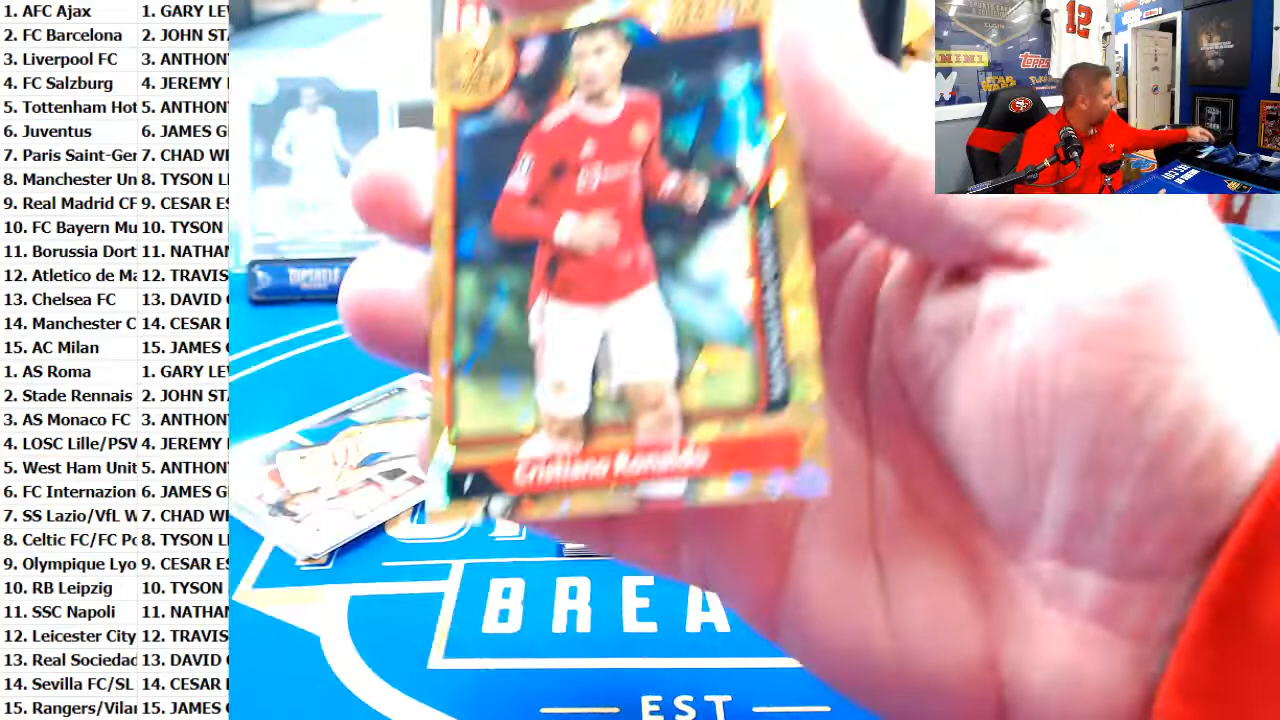 1. AFC Ajax 1. GARY LE
2. FC Barcelona 2. JOHN ST
3. Liverpool FC 3. ANTHON
4. FC Salzburg 4. JEREMY
5. Tottenham Hot 5. ANTHON
6. Juventus 6. JAMES G
7. Paris Saint-Ger 7. CHAD W
8. Manchester Un 8. TYSON L
9. Real Madrid CF 9. CESAR ES
10. FC Bayern Mu 10. TYSON
11. Borussia Dort 11. NATHAN
12. Atletico de Ma 12. TRAVIS
13. Chelsea FC 13. DAVID
14. Manchester C 14. CESAR
15. AC Milan 15. JAMES
1. AS Roma 1. GARY LE
2. Stade Rennais 2. JOHN ST
3. AS Monaco FC 3. ANTHON
4. LOSC Lille/PSV 4. JEREMY
5. West Ham Unit 5. ANTHON
6. FC Internazion 6. JAMES G
7. SS Lazio/VfL W 7. CHAD W
8. Celtic FC/FC Po 8. TYSON L
9. Olympique Lyo 9. CESAR ES
10. RB Leipzig 10. TYSON
11. SSC Napoli 11. NATHAN
12. Leicester City 12. TRAVIS
13. Real Sociedad 13. DAVID
14. Sevilla FC/SL 14. CESAR
15. Rangers/Villar 15. JAMES
Cristiano Ronaldo
BREA
EST
12
PANINI
Topps
STAR
WARS